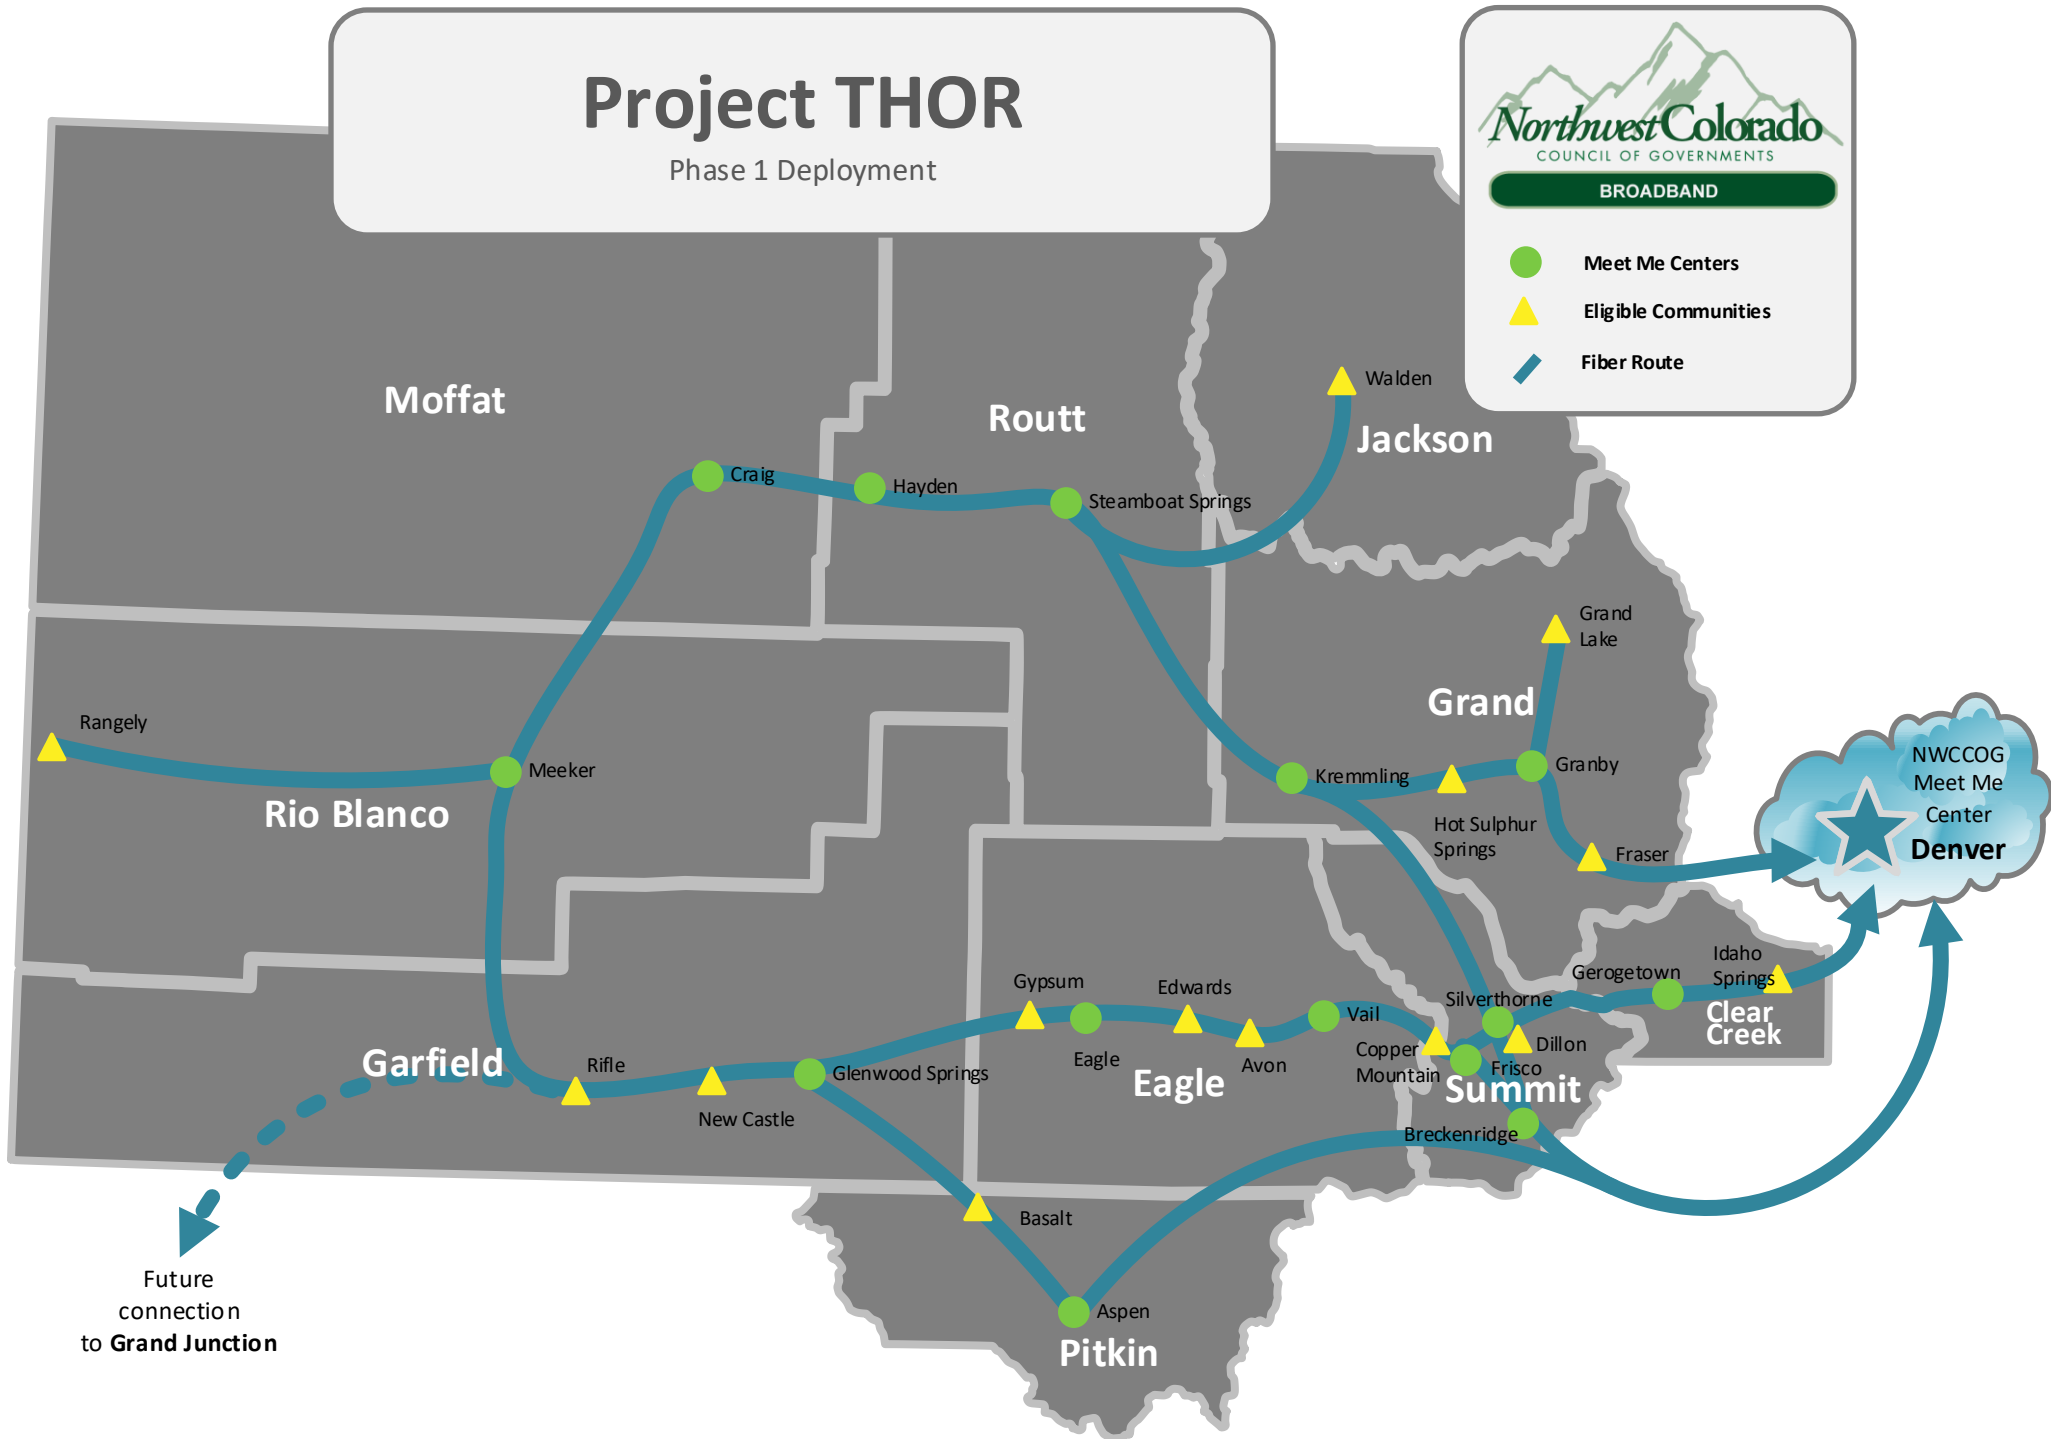 Project THOR
Phase 1 Deployment
Northwest Colorado
COUNCIL OF GOVERNMENTS
BROADBAND
Meet Me Centers
Eligible Communities
Fiber Route
Moffat
Routt
Walden
Jackson
Craig
Hayden
Steamboat Springs
Grand
Lake
Grand
Rangely
Meeker
Rio Blanco
Kremmling
Granby
Hot Sulphur
Springs
Fraser
NWCCOG
Meet Me
Center
Denver
Idaho
Springs
Gerogetown
Clear
Creek
Gypsum
Edwards
Silverthorne
Vail
Copper
Mountain
Dillon
Frisco
Summit
Eagle
Avon
Eagle
Garfield
Rifle
New Castle
Glenwood Springs
Breckenridge
Basalt
Aspen
Pitkin
Future
connection
to Grand Junction